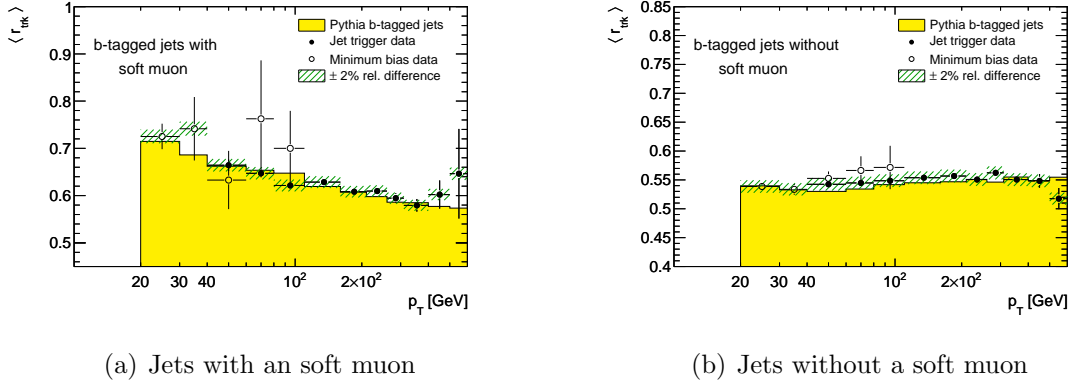 ⟨ r_trk ⟩
1
0.9
0.8
0.7
0.6
0.5
b-tagged jets with
soft muon
Pythia b-tagged jets
Jet trigger data
Minimum bias data
± 2% rel. difference
20 30 40 10² 2×10²
p_T [GeV]
(a) Jets with an soft muon
⟨ r_trk ⟩
0.85
0.8
0.75
0.7
0.65
0.6
0.55
0.5
0.45
0.4
b-tagged jets without
soft muon
Pythia b-tagged jets
Jet trigger data
Minimum bias data
± 2% rel. difference
20 30 40 10² 2×10²
p_T [GeV]
(b) Jets without a soft muon